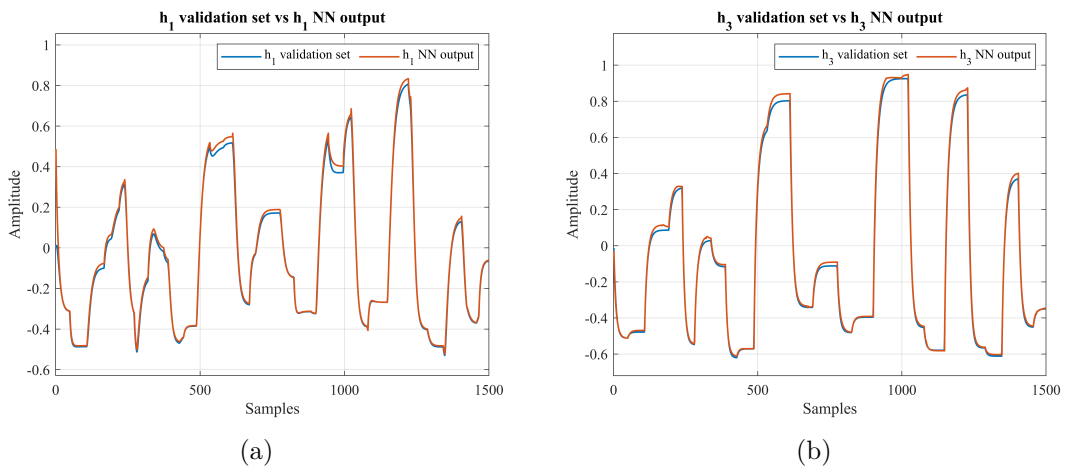 h1 validation set vs h1 NN output
h1 validation set
h1 NN output
Amplitude
1
0.8
0.6
0.4
0.2
0
-0.2
-0.4
-0.6
0
500
1000
1500
Samples
(a)
h3 validation set vs h3 NN output
h3 validation set
h3 NN output
Amplitude
1
0.8
0.6
0.4
0.2
0
-0.2
-0.4
-0.6
0
500
1000
1500
Samples
(b)